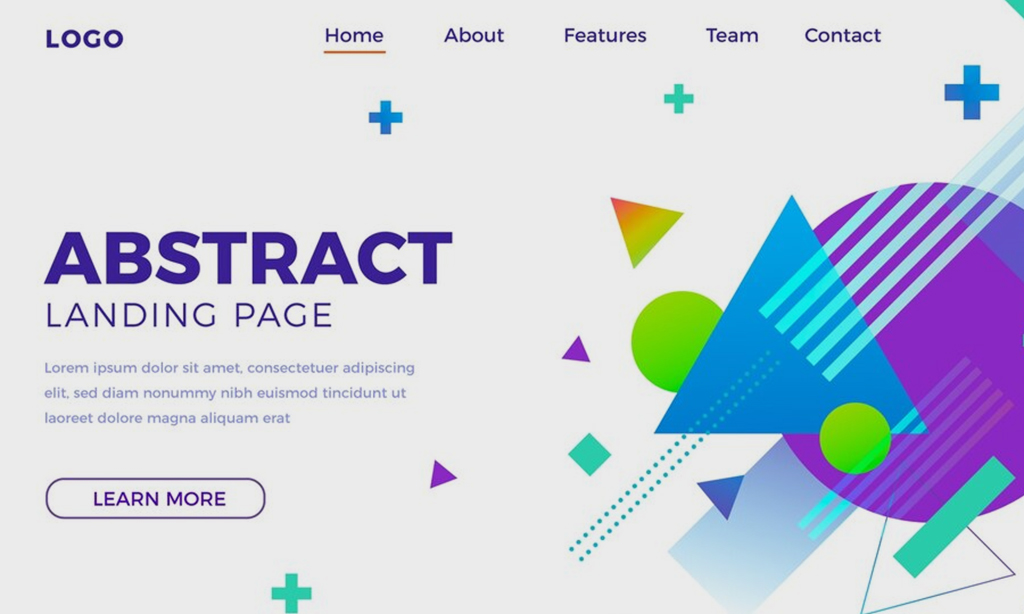 LOGO
Home About Features Team Contact
ABSTRACT
LANDING PAGE
Lorem ipsum dolor sit amet, consectetuer adipiscing
elit, sed diam nonummy nibh euismod tincidunt ut
laoreet dolore magna aliquam erat
LEARN MORE